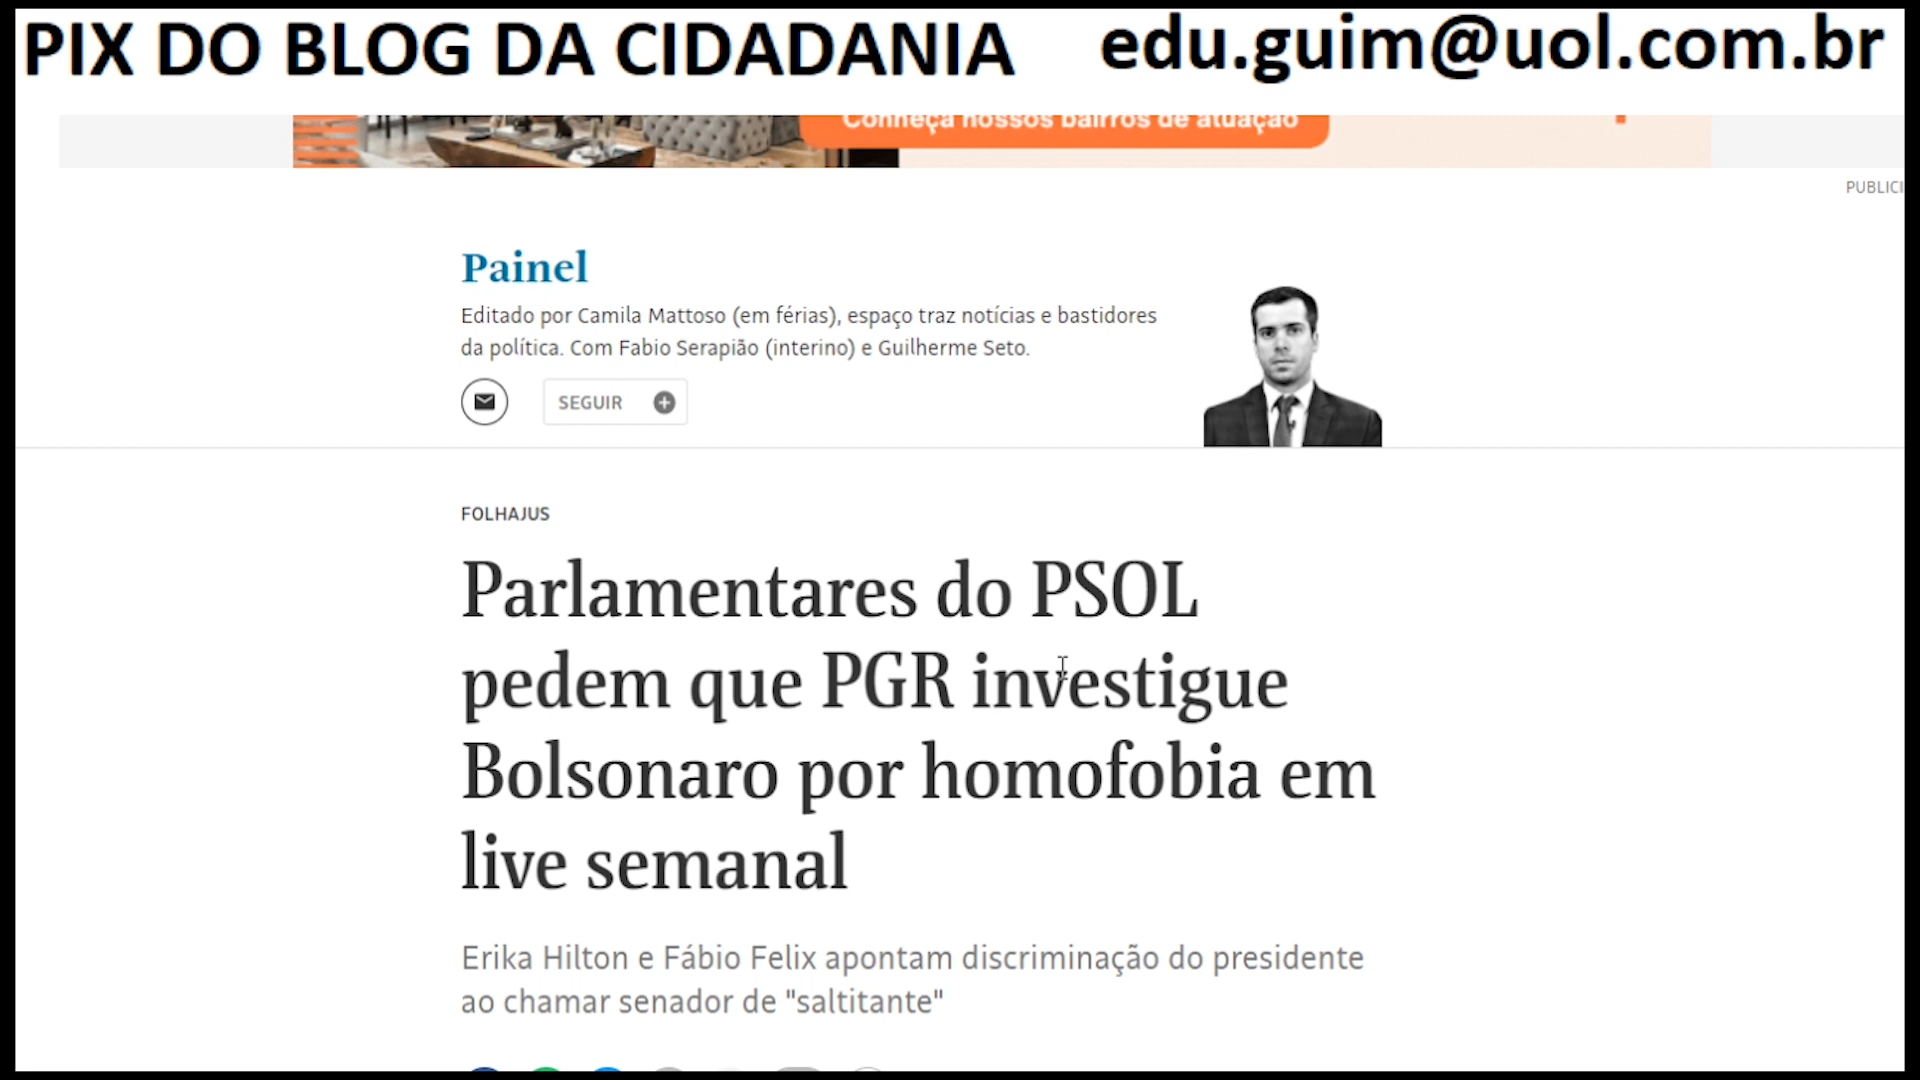 PIX DO BLOG DA CIDADANIA edu.guim@uol.com.br
Conheça nossos bairros de atuação
PUBLICI
Painel
Editado por Camila Mattoso (em férias), espaço traz notícias e bastidores
da política. Com Fabio Serapião (interino) e Guilherme Seto.
SEGUIR
FOLHAJUS
Parlamentares do PSOL
pedem que PGR investigue
Bolsonaro por homofobia em
live semanal
Erika Hilton e Fábio Felix apontam discriminação do presidente
ao chamar senador de "saltitante"